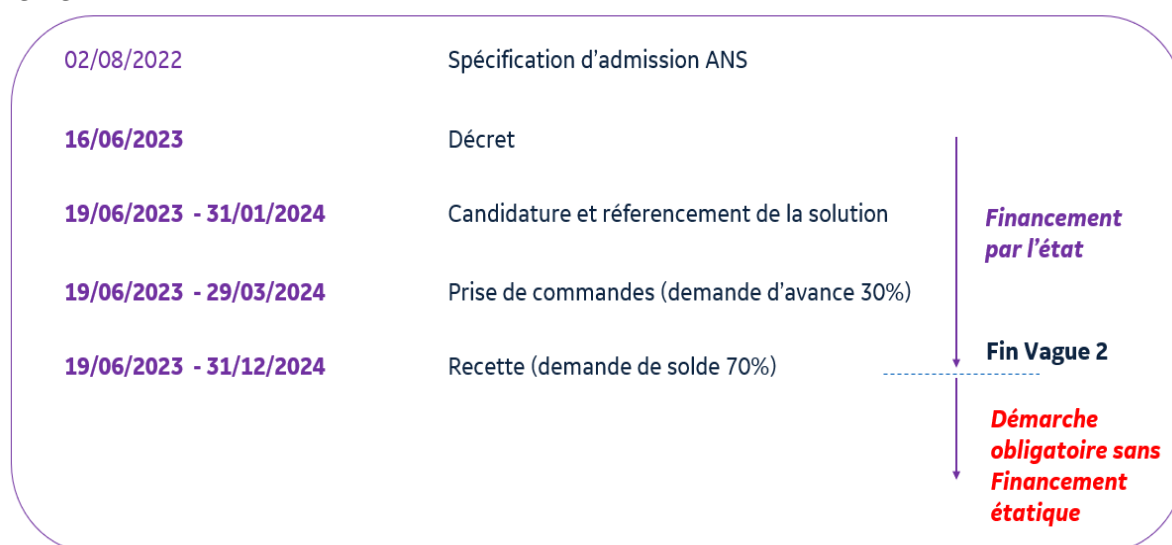 02/08/2022 Spécification d'admission ANS
16/06/2023 Décret
19/06/2023 - 31/01/2024 Candidature et réferencement de la solution
Financement
par l'état
19/06/2023 - 29/03/2024 Prise de commandes (demande d'avance 30%)
19/06/2023 - 31/12/2024 Recette (demande de solde 70%)
Fin Vague 2
Démarche
obligatoire sans
Financement
étatique